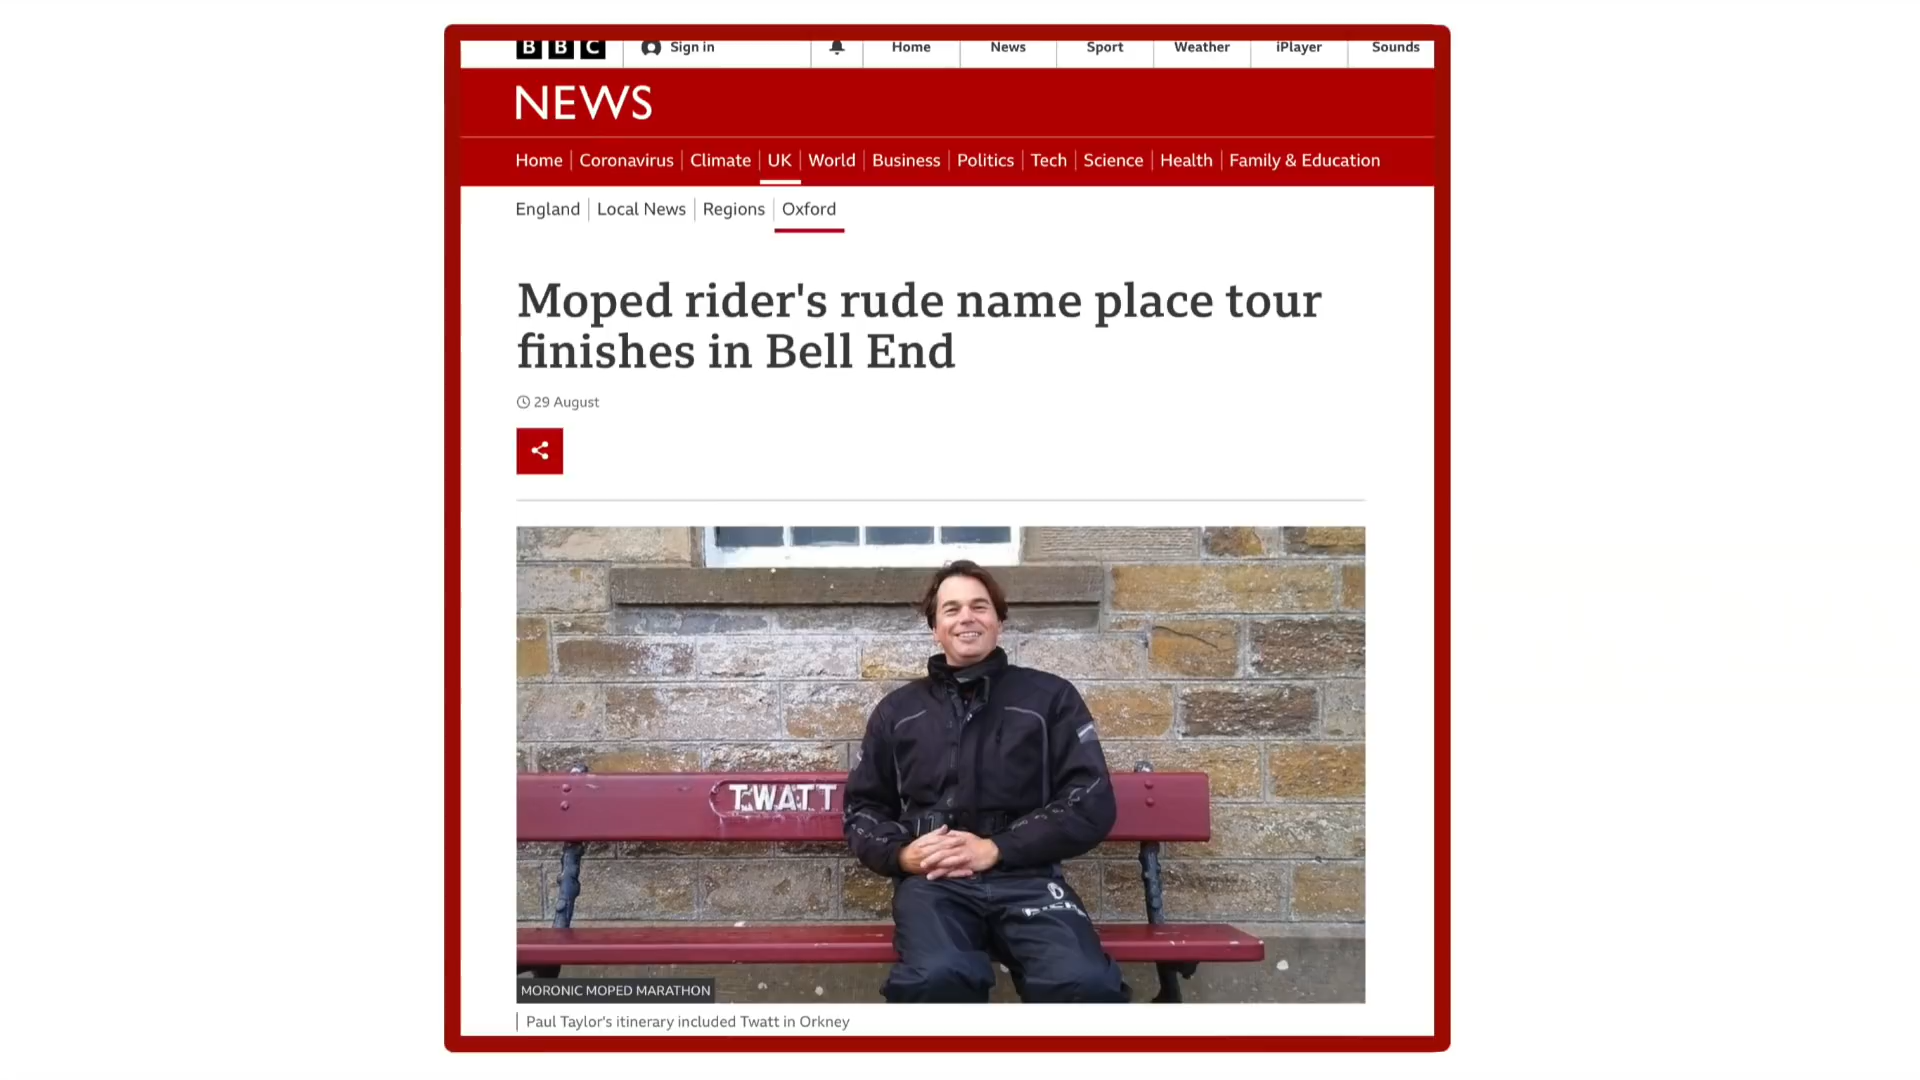 BBC Sign in Home News Sport Weather iPlayer Sounds
NEWS
Home Coronavirus Climate UK World Business Politics Tech Science Health Family & Education
England Local News Regions Oxford
Moped rider's rude name place tour
finishes in Bell End
29 August
TWATT
MORONIC MOPED MARATHON
Paul Taylor's itinerary included Twatt in Orkney